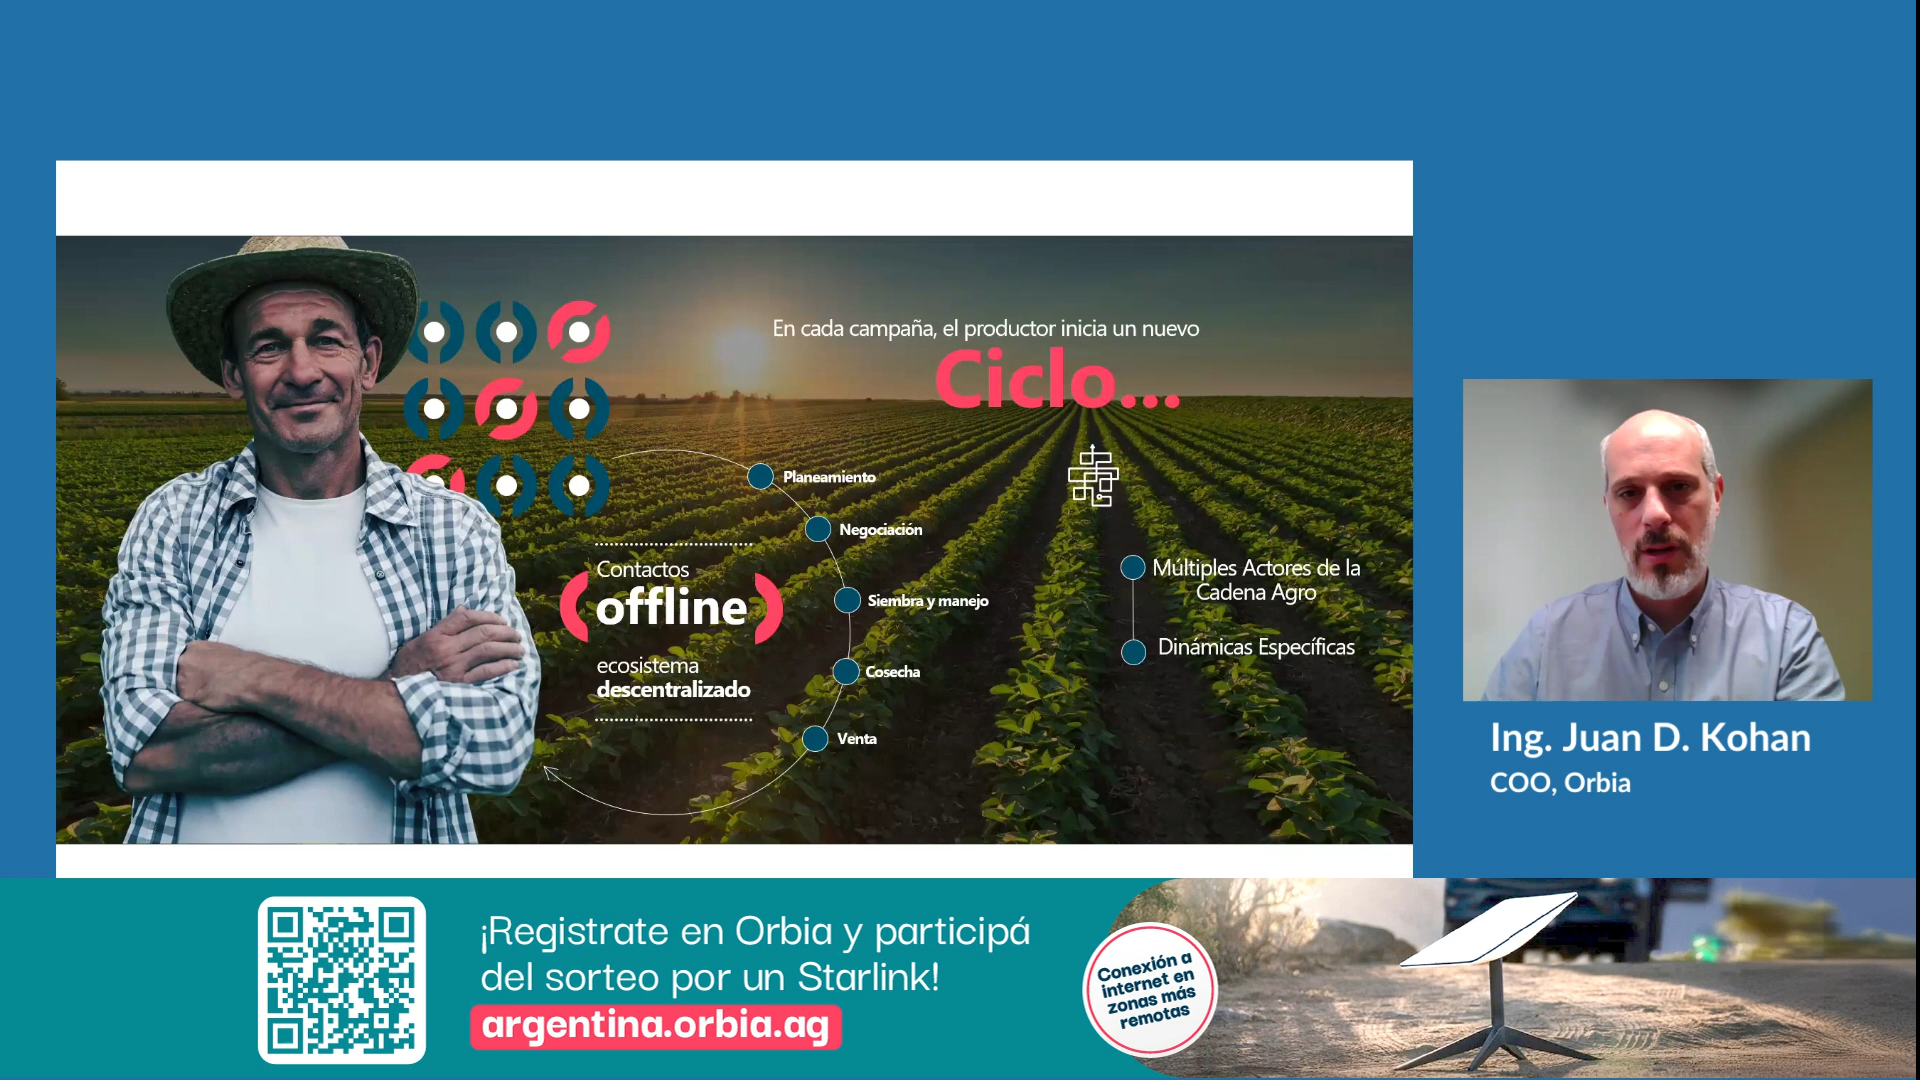 En cada campaña, el productor inicia un nuevo
Ciclo...
Planeamiento
Negociación
Siembra y manejo
Cosecha
Venta
Contactos
offline
ecosistema
descentralizado
Múltiples Actores de la
Cadena Agro
Dinámicas Específicas
Ing. Juan D. Kohan
COO, Orbia
¡Registrate en Orbia y participá
del sorteo por un Starlink!
argentina.orbia.ag
Conexión a
internet en
zonas más
remotas